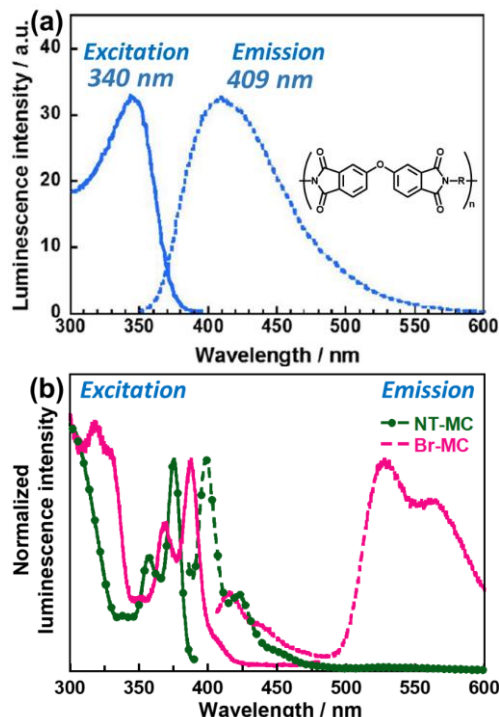 (a)
Excitation Emission
340 nm 409 nm
Luminescence intensity / a.u.
40
30
20
10
0
O O
O
N N-R
O O
n
300 350 400 450 500 550 600
Wavelength / nm
(b) Excitation Emission
NT-MC
Br-MC
Normalized
luminescence intensity
300 350 400 450 500 550 600
Wavelength / nm